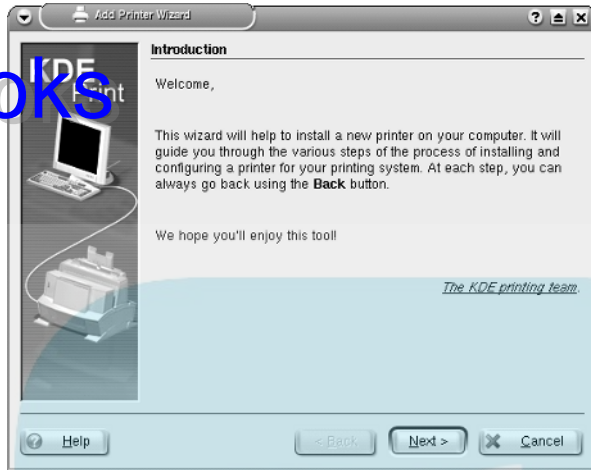 Add Printer Wizard
Introduction
KDE
Print
oks
Welcome,
This wizard will help to install a new printer on your computer. It will
guide you through the various steps of the process of installing and
configuring a printer for your printing system. At each step, you can
always go back using the Back button.
We hope you'll enjoy this tool!
The KDE printing team.
Help
< Back
Next >
Cancel